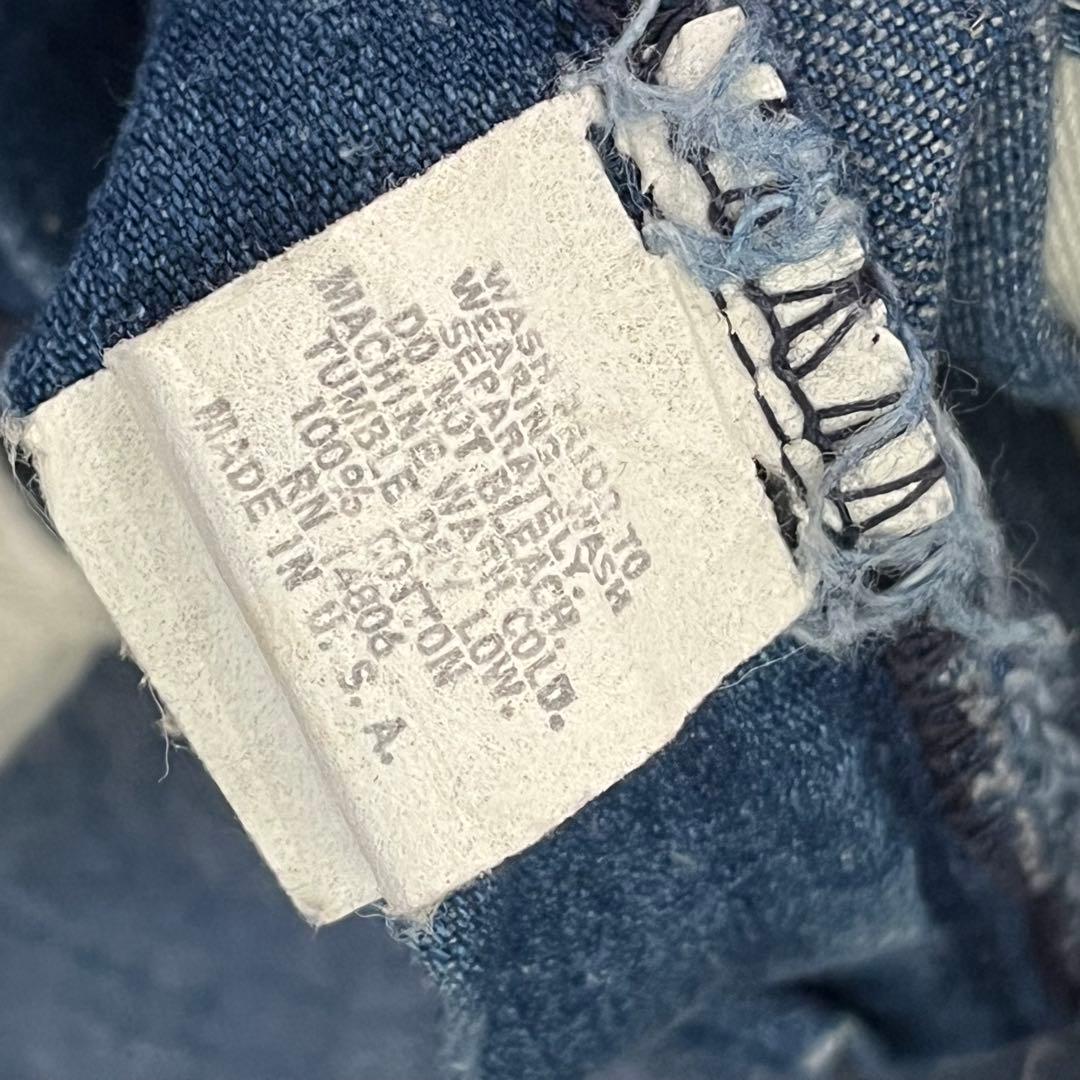 WASH PRIOR TO
WEARING. WASH
SEPARATELY.
DO NOT BLEACH.
MACHINE WASH COLD.
TUMBLE DRY LOW.
100% COTTON
RN 14806
MADE IN U. S. A.